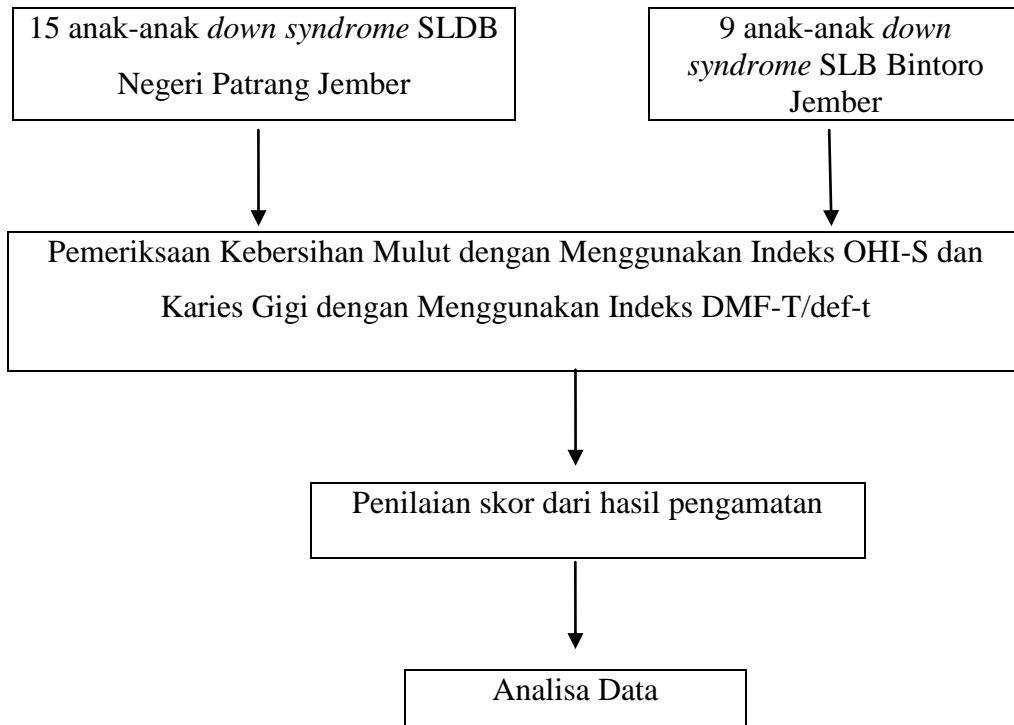 15 anak-anak down syndrome SLDB
Negeri Patrang Jember
9 anak-anak down
syndrome SLB Bintoro
Jember
Pemeriksaan Kebersihan Mulut dengan Menggunakan Indeks OHI-S dan
Karies Gigi dengan Menggunakan Indeks DMF-T/def-t
Penilaian skor dari hasil pengamatan
Analisa Data